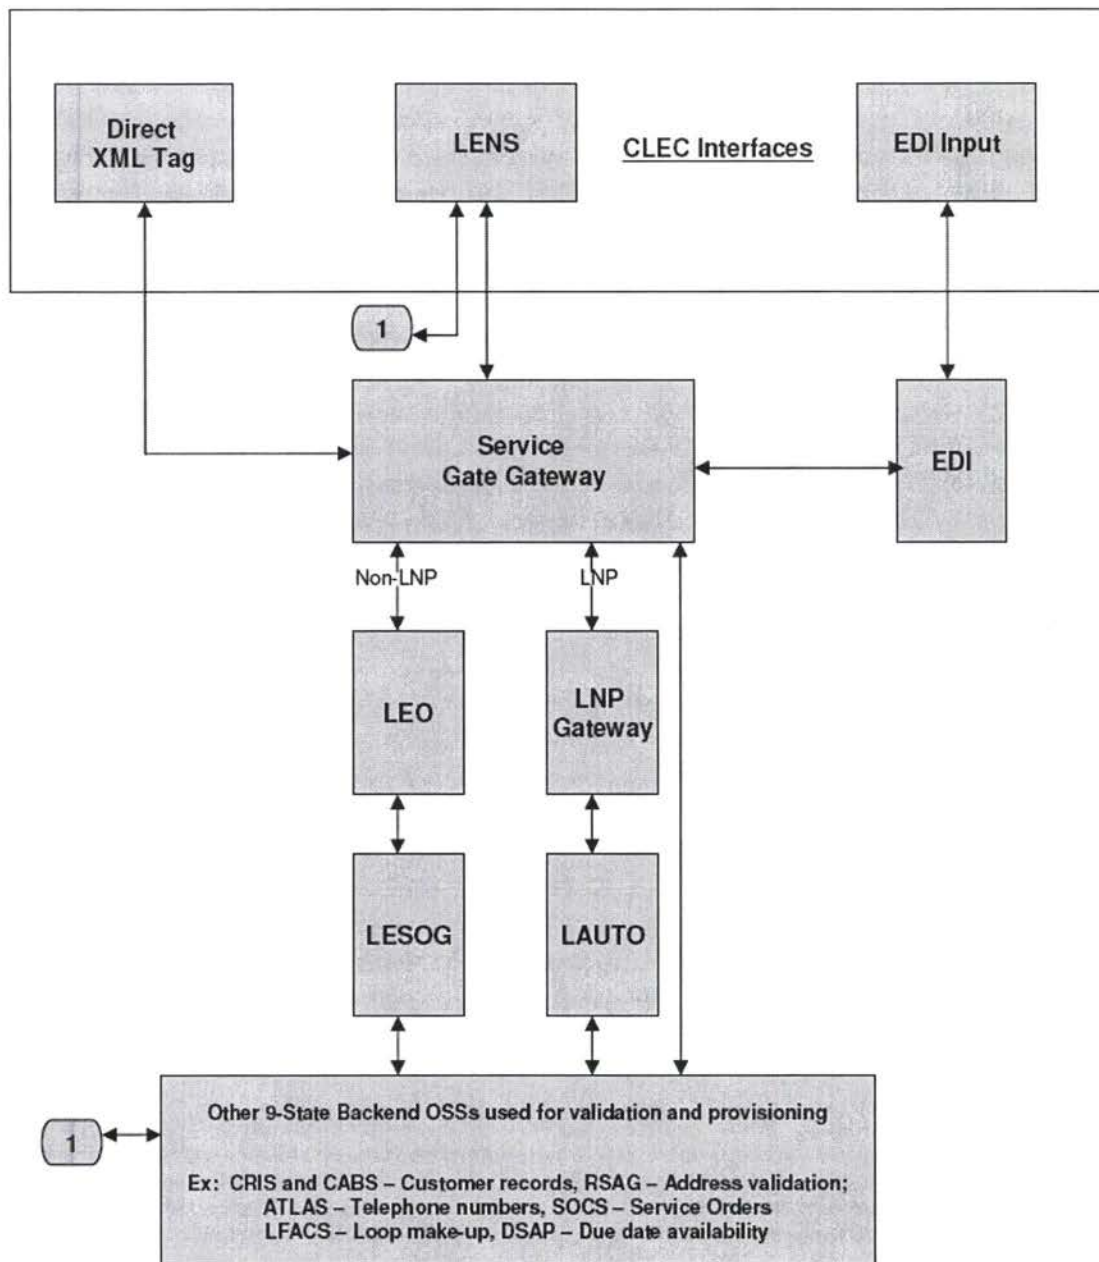 Direct
XML Tag
LENS
CLEC Interfaces
EDI Input
1
Service
Gate Gateway
EDI
Non-LNP
LNP
LEO
LNP
Gateway
LESOG
LAUTO
Other 9-State Backend OSSs used for validation and provisioning
1
Ex: CRIS and CABS – Customer records, RSAG – Address validation;
ATLAS – Telephone numbers, SOCS – Service Orders
LFACS – Loop make-up, DSAP – Due date availability